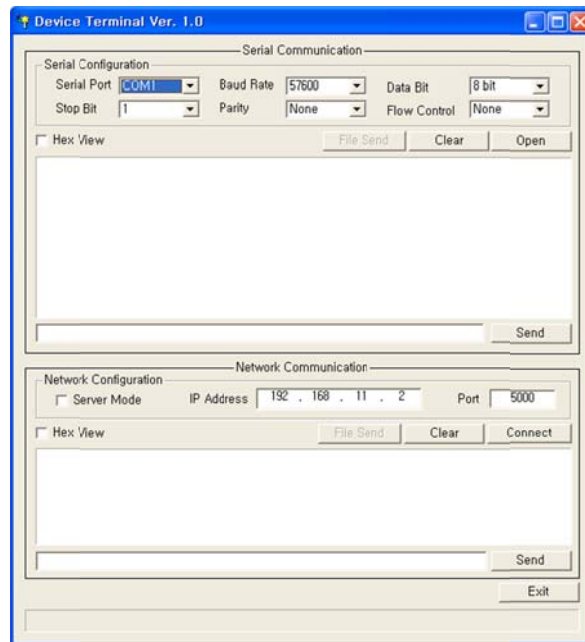 Device Terminal Ver. 1.0
Serial Communication
Serial Configuration
Serial Port COM1 Baud Rate 57600 Data Bit 8 bit
Stop Bit 1 Parity None Flow Control None
Hex View File Send Clear Open
Send
Network Communication
Network Configuration
Server Mode IP Address 192 . 168 . 11 . 2 Port 5000
Hex View File Send Clear Connect
Send
Exit